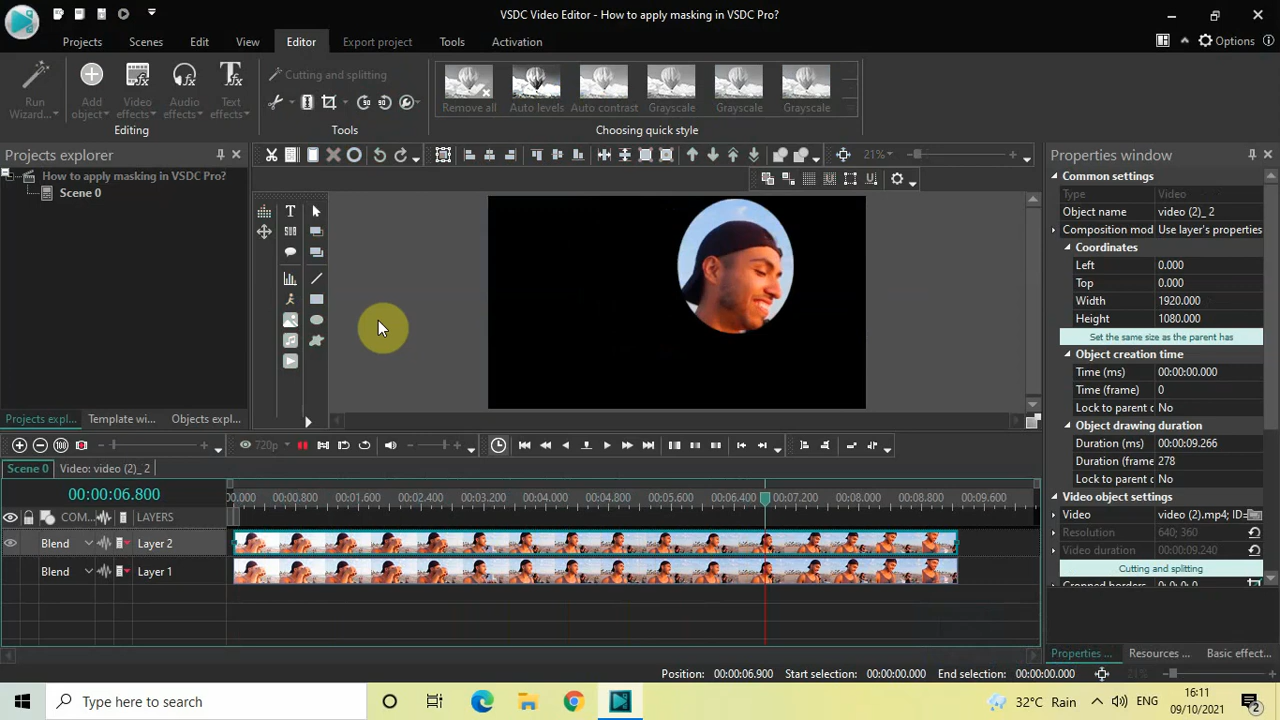 VSDC Video Editor - How to apply masking in VSDC Pro?
Projects Scenes Edit View Editor Export project Tools Activation
Options
Cutting and splitting
Run Wizard...
Add object
Video effects
Audio effects
Text effects
Editing
Tools
Remove all Auto levels Auto contrast Grayscale Grayscale Grayscale
Choosing quick style
Projects explorer
21%
Properties window
How to apply masking in VSDC Pro?
Scene 0
Common settings
Type Video
Object name video (2)_ 2
Composition mod Use layer's properties
Coordinates
Left 0.000
Top 0.000
Width 1920.000
Height 1080.000
Set the same size as the parent has
Object creation time
Time (ms) 00:00:00.000
Time (frame) 0
Lock to parent d No
Object drawing duration
Duration (ms) 00:00:09.266
Duration (frame 278
Lock to parent d No
Video object settings
Video video (2).mp4; ID=
Resolution 640; 360
Video duration 00:00:09.240
Cutting and splitting
Cropped borders 0; 0; 0; 0
Projects expl... Template wi... Objects expl...
720p
Scene 0 Video: video (2)_ 2
00:00:06.800
00.000 00:00.800 00:01.600 00:02.400 00:03.200 00:04.000 00:04.800 00:05.600 00:06.400 00:07.200 00:08.000 00:08.800 00:09.600
COM... LAYERS
Blend Layer 2
Blend Layer 1
Properties ... Resources ... Basic effect...
Position: 00:00:06.900 Start selection: 00:00:00.000 End selection: 00:00:00.000 21%
Type here to search
32°C Rain
ENG
16:11
09/10/2021
2